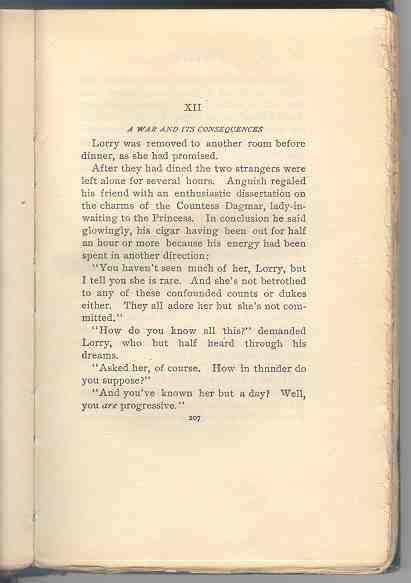 XII
A WAR AND ITS CONSEQUENCES
Lorry was removed to another room before
dinner, as she had promised.
After they had dined the two strangers were
left alone for several hours. Anguish regaled
his friend with an enthusiastic dissertation on
the charms of the Countess Dagmar, lady-in-
waiting to the Princess. In conclusion he said
glowingly, his cigar having been out for half
an hour or more because his energy had been
spent in another direction:
"You haven't seen much of her, Lorry, but
I tell you she is rare. And she's not betrothed
to any of these confounded counts or dukes
either. They all adore her but she's not com-
mitted."
"How do you know all this?" demanded
Lorry, who but half heard through his
dreams.
"Asked her, of course. How in thunder do
you suppose?"
"And you've known her but a day? Well,
you are progressive."
207